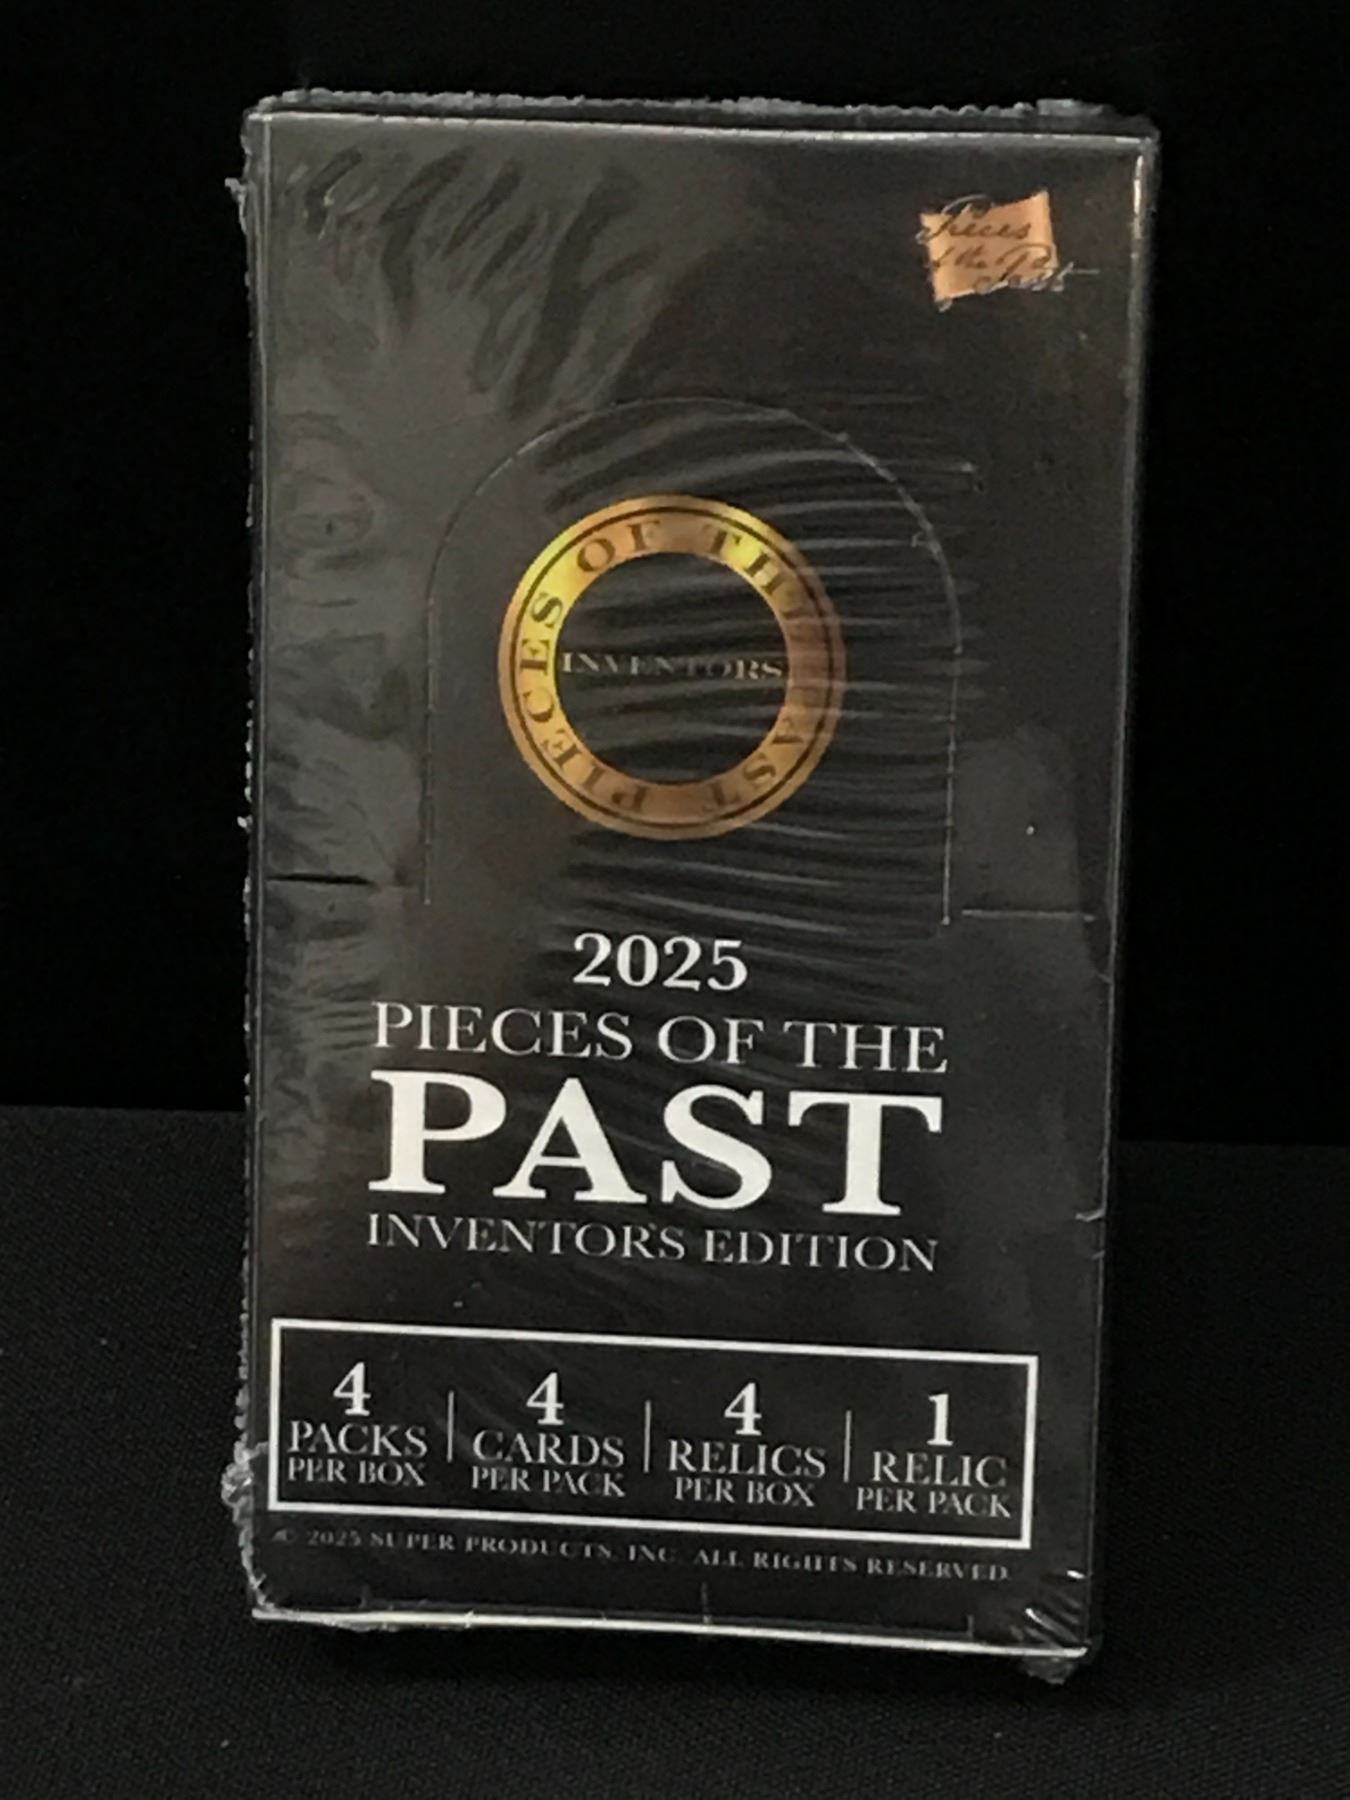 Pieces
of the Past
PIECES OF THE PAST
INVENTORS
2025
PIECES OF THE
PAST
INVENTOR'S EDITION
4
PACKS
PER BOX
4
CARDS
PER PACK
4
RELICS
PER BOX
1
RELIC
PER PACK
© 2025 SUPER PRODUCTS, INC. ALL RIGHTS RESERVED.